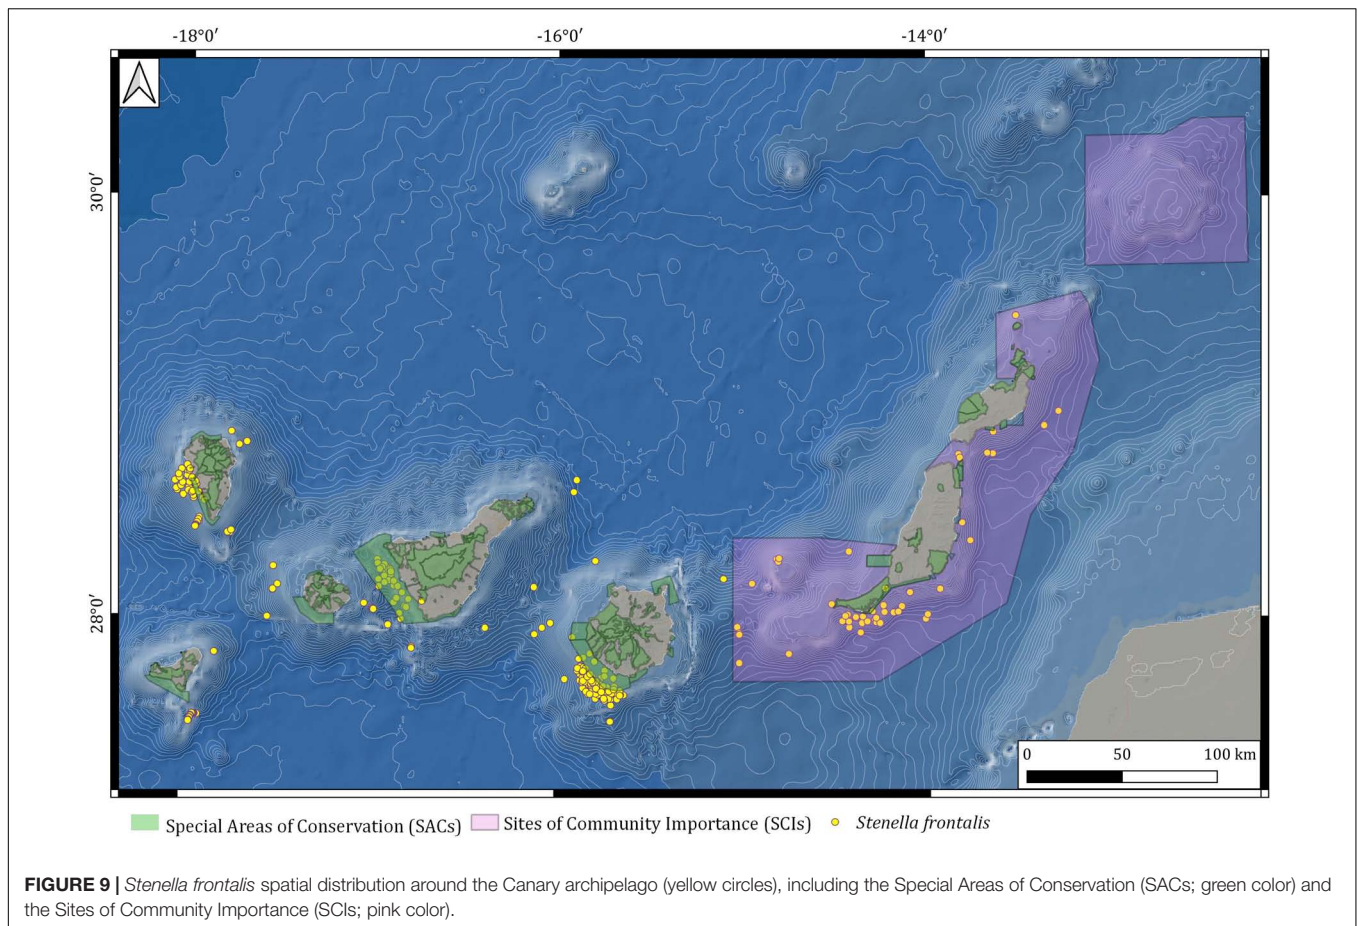 -18°0′ -16°0′ -14°0′
30°0′
28°0′
0 50 100 km
Special Areas of Conservation (SACs) Sites of Community Importance (SCIs) Stenella frontalis
FIGURE 9 | Stenella frontalis spatial distribution around the Canary archipelago (yellow circles), including the Special Areas of Conservation (SACs; green color) and
the Sites of Community Importance (SCIs; pink color).